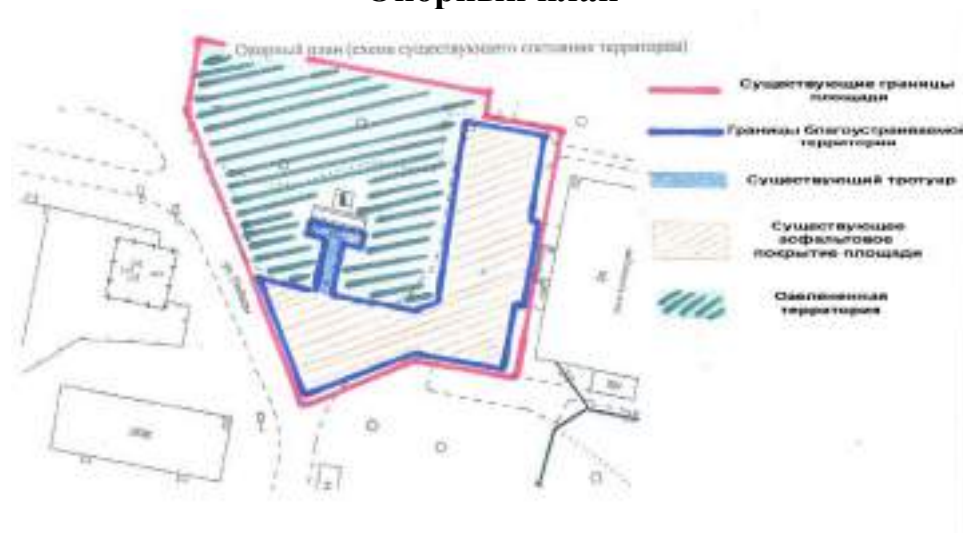 Опорный план
Опорный план (схема существующего состояния территории)
Существующие границы
площади
Границы благоустраиваемой
территории
Существующий тротуар
Существующее
асфальтовое
покрытие площади
Озелененная
территория